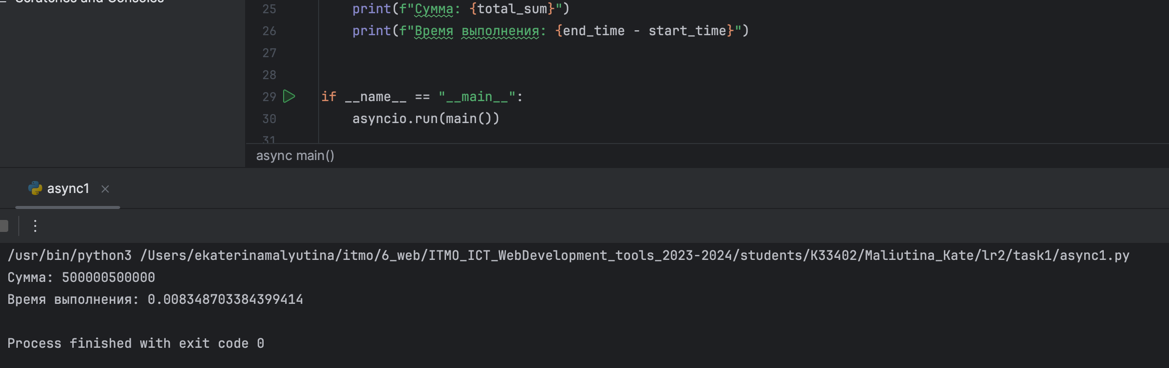 Scratches and Consoles
25 print(f"Сумма: {total_sum}")
26 print(f"Время выполнения: {end_time - start_time}")
27
28
29 if __name__ == "__main__":
30 asyncio.run(main())
31
async main()
async1
/usr/bin/python3 /Users/ekaterinamalyutina/itmo/6_web/ITMO_ICT_WebDevelopment_tools_2023-2024/students/K33402/Maliutina_Kate/lr2/task1/async1.py
Сумма: 500000500000
Время выполнения: 0.008348703384399414
Process finished with exit code 0